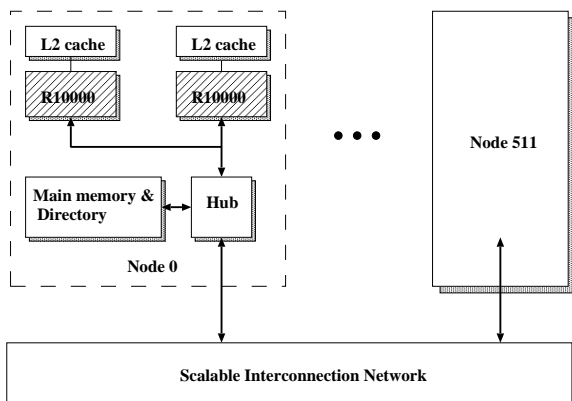 L2 cache
L2 cache
R10000
R10000
Node 511
Main memory &
Directory
Hub
Node 0
Scalable Interconnection Network